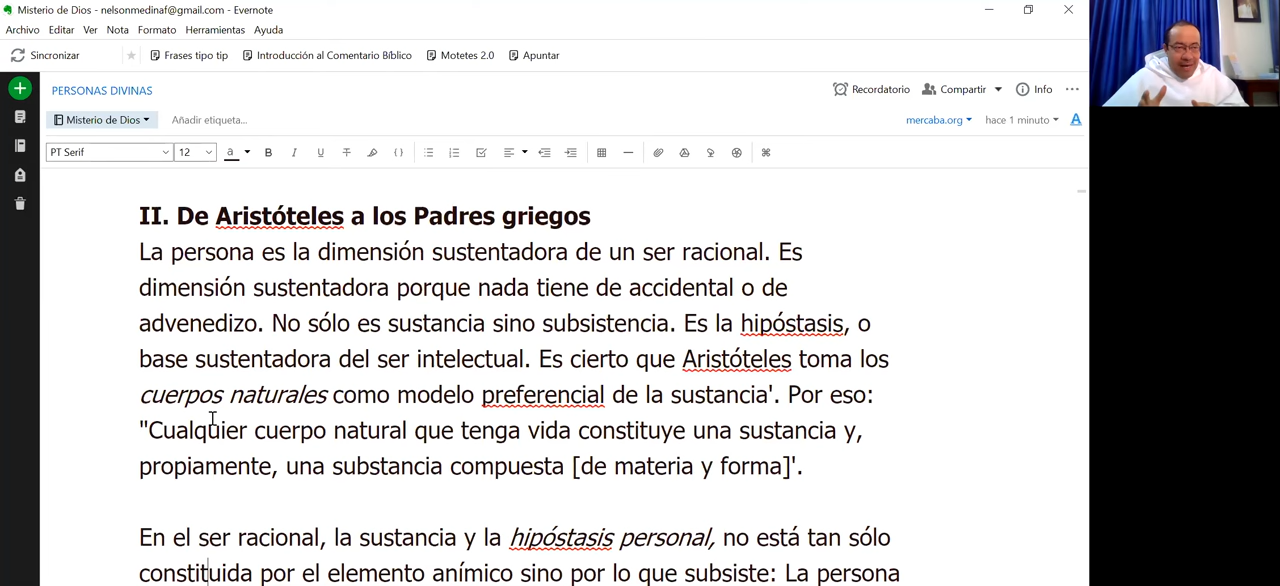 Misterio de Dios - nelsonmedinaf@gmail.com - Evernote
Archivo Editar Ver Nota Formato Herramientas Ayuda
Sincronizar Frases tipo tip Introducción al Comentario Bíblico Motetes 2.0 Apuntar
PERSONAS DIVINAS Recordatorio Compartir Info
Misterio de Dios Añadir etiqueta... mercaba.org hace 1 minuto A
PT Serif 12 a B I U T
II. De Aristóteles a los Padres griegos
La persona es la dimensión sustentadora de un ser racional. Es
dimensión sustentadora porque nada tiene de accidental o de
advenedizo. No sólo es sustancia sino subsistencia. Es la hipóstasis, o
base sustentadora del ser intelectual. Es cierto que Aristóteles toma los
cuerpos naturales como modelo preferencial de la sustancia'. Por eso:
"Cualquier cuerpo natural que tenga vida constituye una sustancia y,
propiamente, una substancia compuesta [de materia y forma]'.
En el ser racional, la sustancia y la hipóstasis personal, no está tan sólo
constituida por el elemento anímico sino por lo que subsiste: La persona